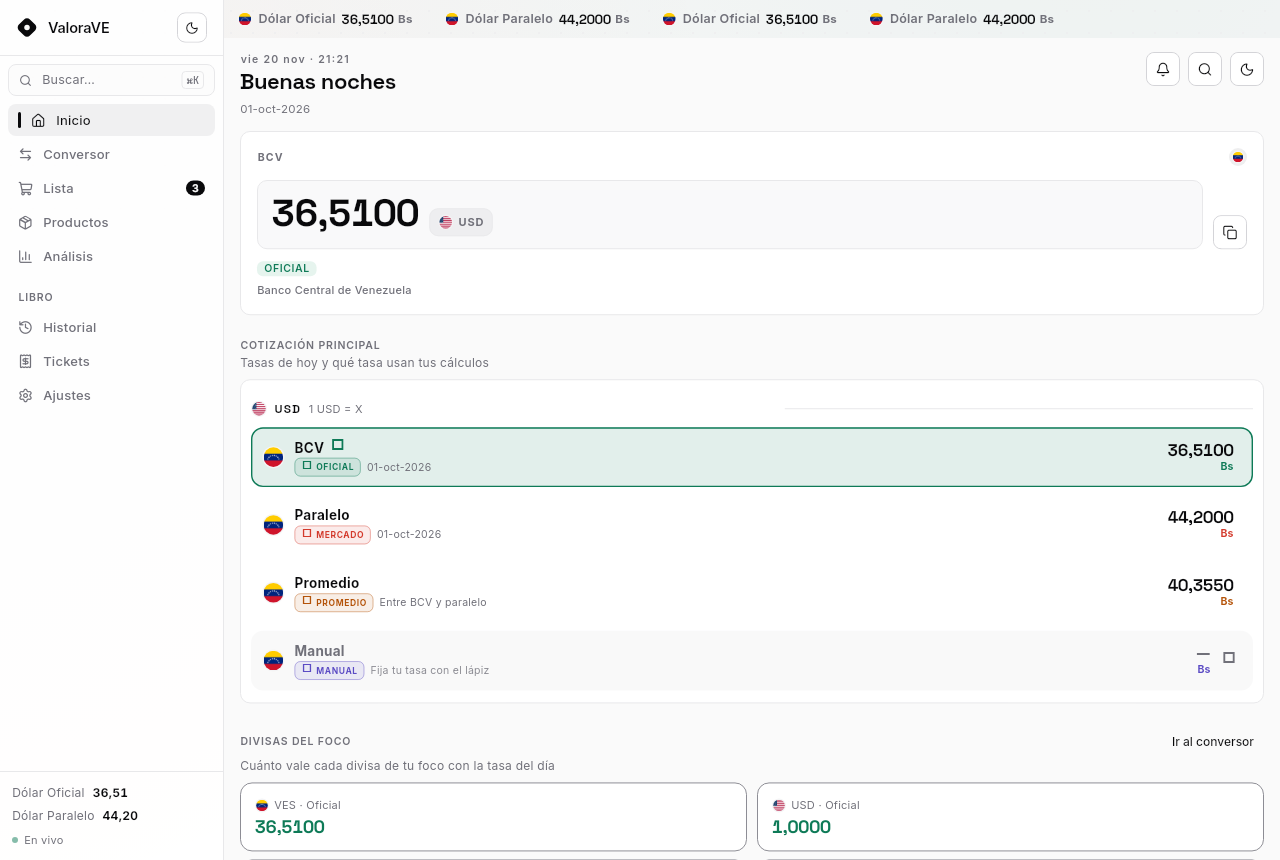 ValoraVE
Buscar...
⌘K
Inicio
Conversor
Lista
3
Productos
Análisis
LIBRO
Historial
Tickets
Ajustes
Dólar Oficial 36,51
Dólar Paralelo 44,20
En vivo
Dólar Oficial 36,5100 Bs Dólar Paralelo 44,2000 Bs Dólar Oficial 36,5100 Bs Dólar Paralelo 44,2000 Bs
vie 20 nov · 21:21
Buenas noches
01-oct-2026
BCV
36,5100 USD
OFICIAL
Banco Central de Venezuela
COTIZACIÓN PRINCIPAL
Tasas de hoy y qué tasa usan tus cálculos
USD 1 USD = X
BCV
OFICIAL 01-oct-2026
36,5100
Bs
Paralelo
MERCADO 01-oct-2026
44,2000
Bs
Promedio
PROMEDIO Entre BCV y paralelo
40,3550
Bs
Manual
MANUAL Fija tu tasa con el lápiz
—
Bs
DIVISAS DEL FOCO
Ir al conversor
Cuánto vale cada divisa de tu foco con la tasa del día
VES · Oficial
36,5100
USD · Oficial
1,0000